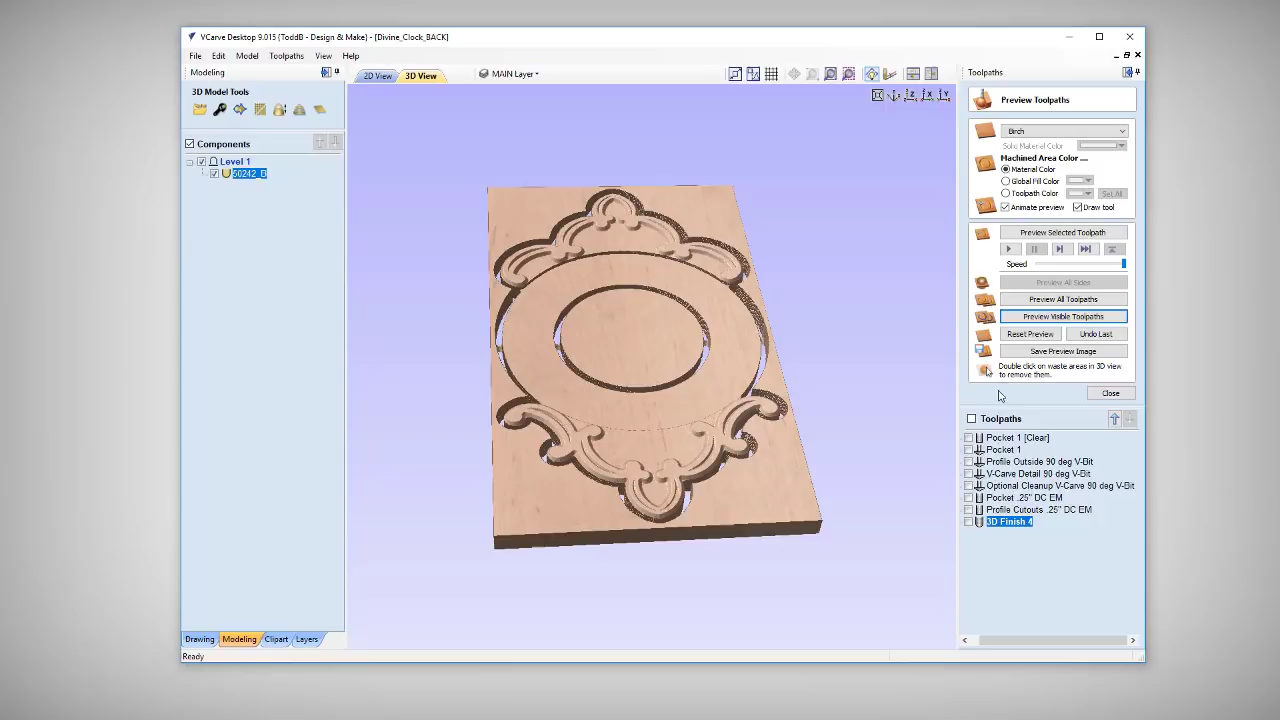 VCarve Desktop 9.015 {ToddB - Design & Make} - {Divine_Clock_BACK}
File Edit Model Toolpaths View Help
Modeling
3D Model Tools
Components
Level 1
50242_B
Drawing Modeling Clipart Layers
Ready
2D View 3D View MAIN Layer
Toolpaths
Preview Toolpaths
Birch
Solid Material Color
Machined Area Color ...
Material Color
Global Fill Color
Toolpath Color Set All
Animate preview Draw tool
Preview Selected Toolpath
Speed
Preview All Sides
Preview All Toolpaths
Preview Visible Toolpaths
Reset Preview Undo Last
Save Preview Image
Double click on waste areas in 3D view
to remove them.
Close
Toolpaths
Pocket 1 [Clear]
Pocket 1
Profile Outside 90 deg V-Bit
V-Carve Detail 90 deg V-Bit
Optional Cleanup V-Carve 90 deg V-Bit
Pocket .25" DC EM
Profile Cutouts .25" DC EM
3D Finish 4